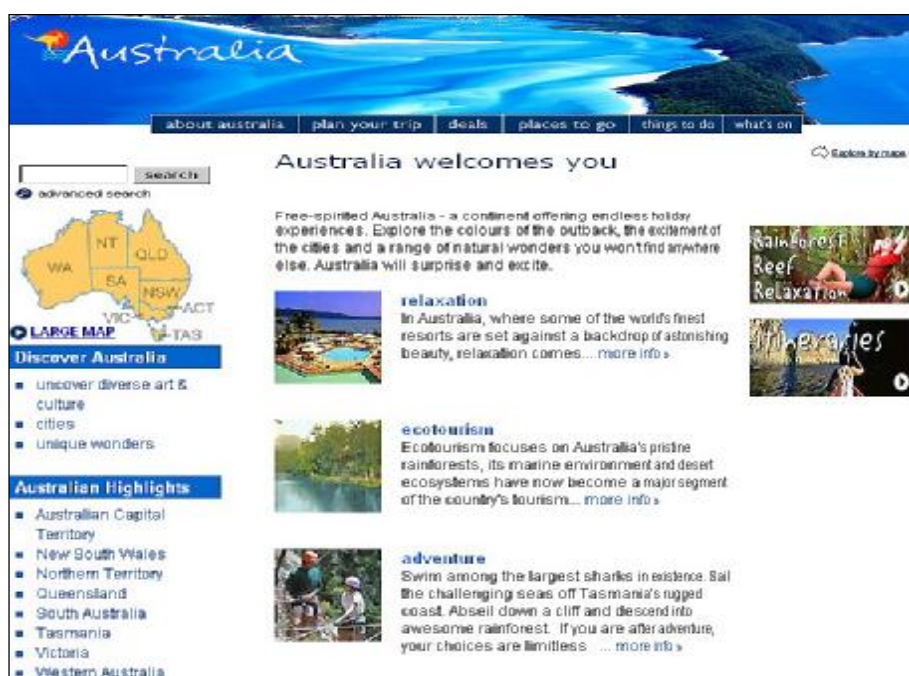 Australia
about australia plan your trip deals places to go things to do what's on
search
advanced search
WA
NT
QLD
SA
NSW
ACT
VIC
TAS
LARGE MAP
Discover Australia
uncover diverse art &
culture
cities
unique wonders
Australian Highlights
Australian Capital
Territory
New South Wales
Northern Territory
Queensland
South Australia
Tasmania
Victoria
Western Australia
Australia welcomes you
Free-spirited Australia - a continent offering endless holiday
experiences. Explore the colours of the outback, the excitement of
the cities and a range of natural wonders you won't find anywhere
else. Australia will surprise and excite.
relaxation
In Australia, where some of the world's finest
resorts are set against a backdrop of astonishing
beauty, relaxation comes... more info »
ecotourism
Ecotourism focuses on Australia's pristine
rainforests, its marine environment and desert
ecosystems have now become a major segment
of the country's tourism... more info »
adventure
Swim among the largest sharks in existence. Sail
the challenging seas off Tasmania's rugged
coast. Abseil down a cliff and descend into
awesome rainforest. If you are after adventure,
your choices are limitless ... more info »
Explore by maps
Rainforest
Reef
Relaxation
Itineraries